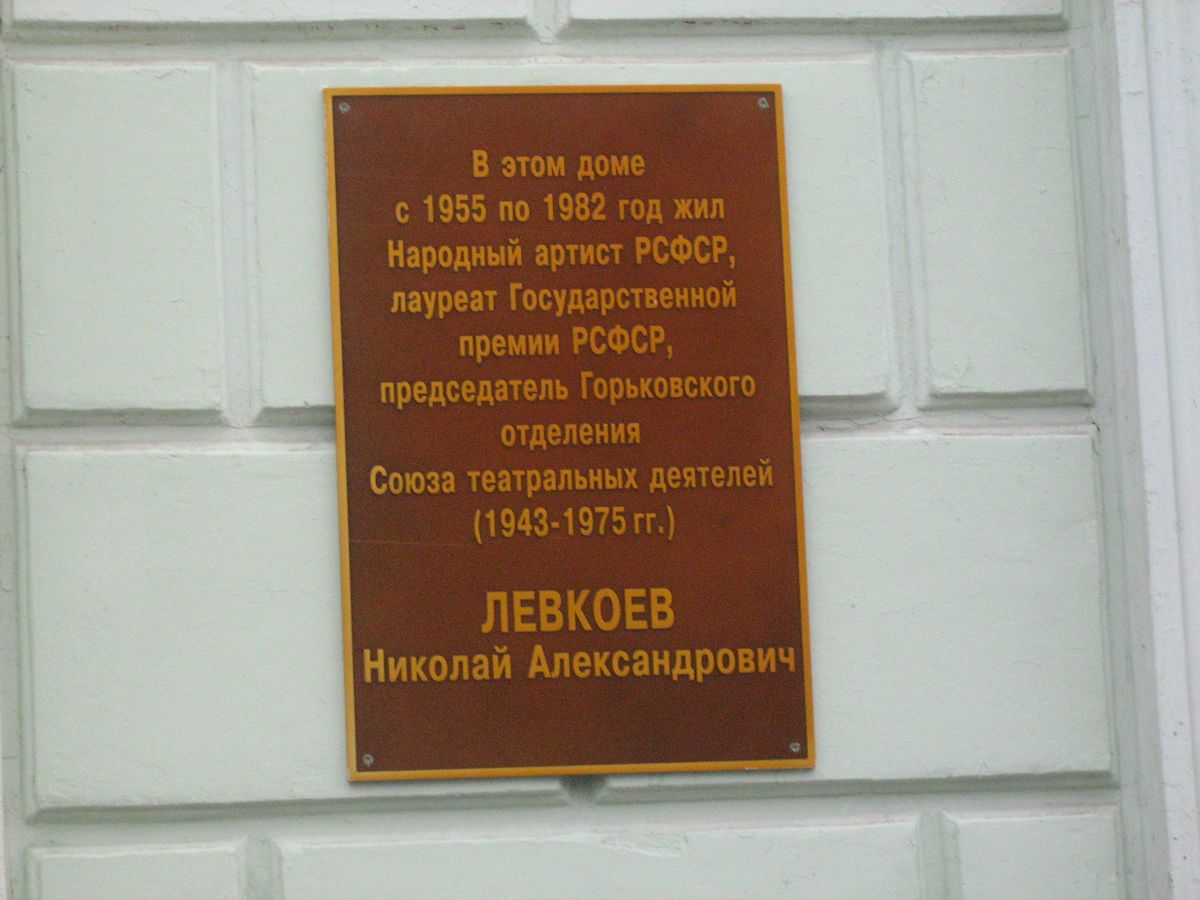 В этом доме
с 1955 по 1982 год жил
Народный артист РСФСР,
лауреат Государственной
премии РСФСР,
председатель Горьковского
отделения
Союза театральных деятелей
(1943-1975 гг.)
ЛЕВКОЕВ
Николай Александрович